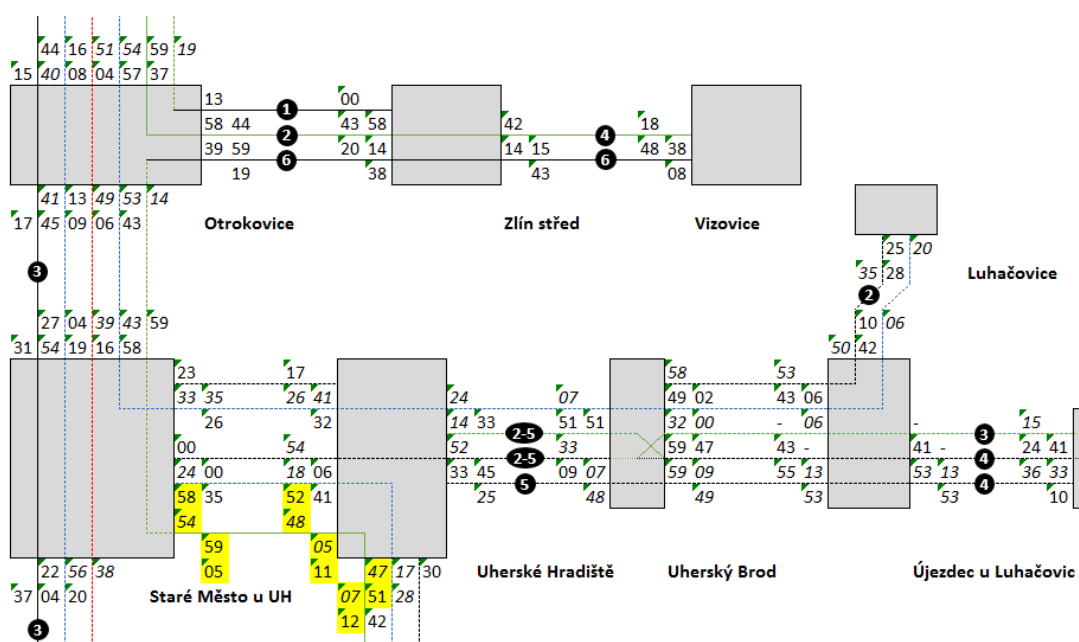 44 16 51 54 59 19
15 40 08 04 57 37
13 00
1
58 44 43 58 42 18
2 4
39 59 20 14 14 15 48 38
6 6
19 38 43 08
41 13 49 53 14
17 45 09 06 43
Otrokovice Zlín střed Vizovice
25 20
3 35 28 Luhačovice
2
27 04 39 43 59 10 06
31 54 19 16 58 50 42
23 17 58 53
33 35 26 41 24 07 49 02 43 06
26 32 14 33 51 51 32 00 - 06 - 15
2-5 3
00 54 52 33 59 47 43 - 41 - 24 41
2-5 4
24 00 18 06 33 45 09 07 59 09 55 13 53 13 36 33
5 4
58 35 52 41 25 48 49 53 53 10
54 48
59 05
22 56 38 05 11 47 17 30
37 04 20 Staré Město u UH 07 51 28 Uherské Hradiště Uherský Brod Újezdec u Luhačovic
3 12 42